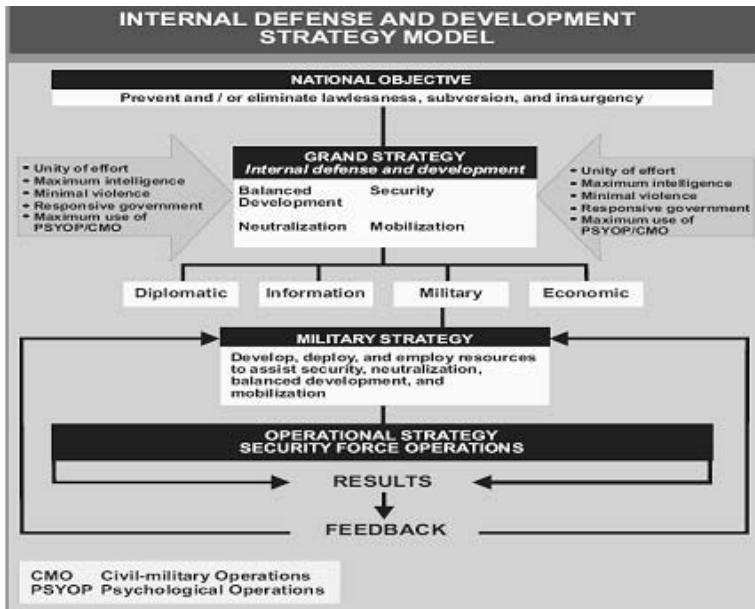 INTERNAL DEFENSE AND DEVELOPMENT
STRATEGY MODEL
NATIONAL OBJECTIVE
Prevent and / or eliminate lawlessness, subversion, and insurgency
• Unity of effort
• Maximum intelligence
• Minimal violence
• Responsive government
• Maximum use of
PSYOP/CMO
GRAND STRATEGY
Internal defense and development
Balanced
Development
Security
Neutralization
Mobilization
• Unity of effort
• Maximum intelligence
• Minimal violence
• Responsive government
• Maximum use of
PSYOP/CMO
Diplomatic
Information
Military
Economic
MILITARY STRATEGY
Develop, deploy, and employ resources
to assist security, neutralization,
balanced development, and
mobilization
OPERATIONAL STRATEGY
SECURITY FORCE OPERATIONS
RESULTS
FEEDBACK
CMO Civil-military Operations
PSYOP Psychological Operations